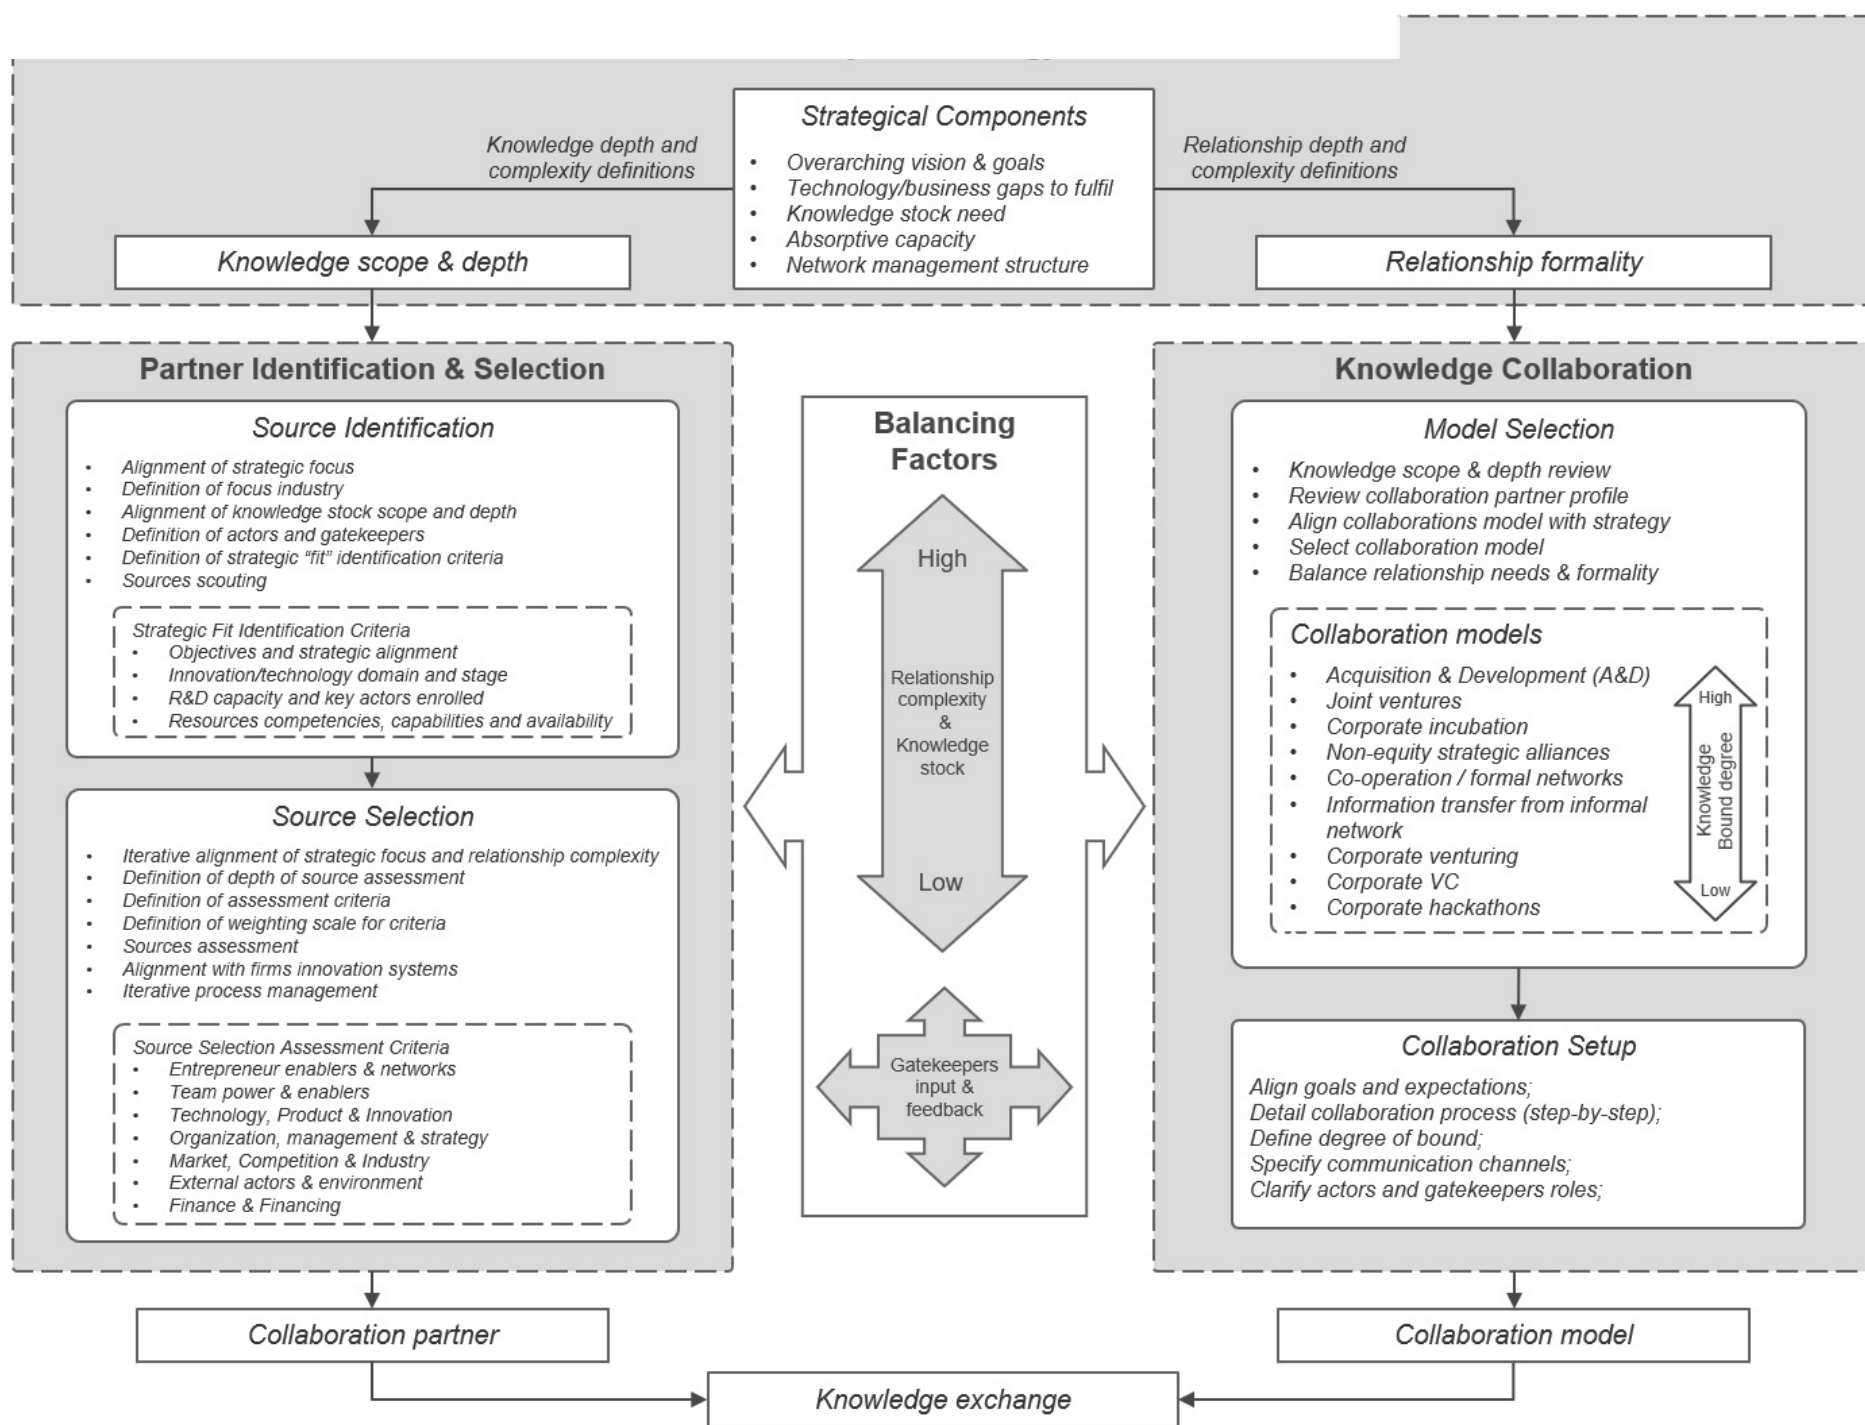 Strategical Components
• Overarching vision & goals
• Technology/business gaps to fulfil
• Knowledge stock need
• Absorptive capacity
• Network management structure
Knowledge depth and
complexity definitions
Relationship depth and
complexity definitions
Knowledge scope & depth
Relationship formality
Partner Identification & Selection
Source Identification
• Alignment of strategic focus
• Definition of focus industry
• Alignment of knowledge stock scope and depth
• Definition of actors and gatekeepers
• Definition of strategic “fit” identification criteria
• Sources scouting
Strategic Fit Identification Criteria
• Objectives and strategic alignment
• Innovation/technology domain and stage
• R&D capacity and key actors enrolled
• Resources competencies, capabilities and availability
Source Selection
• Iterative alignment of strategic focus and relationship complexity
• Definition of depth of source assessment
• Definition of assessment criteria
• Definition of weighting scale for criteria
• Sources assessment
• Alignment with firms innovation systems
• Iterative process management
Source Selection Assessment Criteria
• Entrepreneur enablers & networks
• Team power & enablers
• Technology, Product & Innovation
• Organization, management & strategy
• Market, Competition & Industry
• External actors & environment
• Finance & Financing
Balancing
Factors
High
Relationship
complexity
&
Knowledge
stock
Low
Gatekeepers
input &
feedback
Knowledge Collaboration
Model Selection
• Knowledge scope & depth review
• Review collaboration partner profile
• Align collaborations model with strategy
• Select collaboration model
• Balance relationship needs & formality
Collaboration models
• Acquisition & Development (A&D)
• Joint ventures
• Corporate incubation
• Non-equity strategic alliances
• Co-operation / formal networks
• Information transfer from informal
network
• Corporate venturing
• Corporate VC
• Corporate hackathons
High
Knowledge
Bound degree
Low
Collaboration Setup
Align goals and expectations;
Detail collaboration process (step-by-step);
Define degree of bound;
Specify communication channels;
Clarify actors and gatekeepers roles;
Collaboration partner
Collaboration model
Knowledge exchange